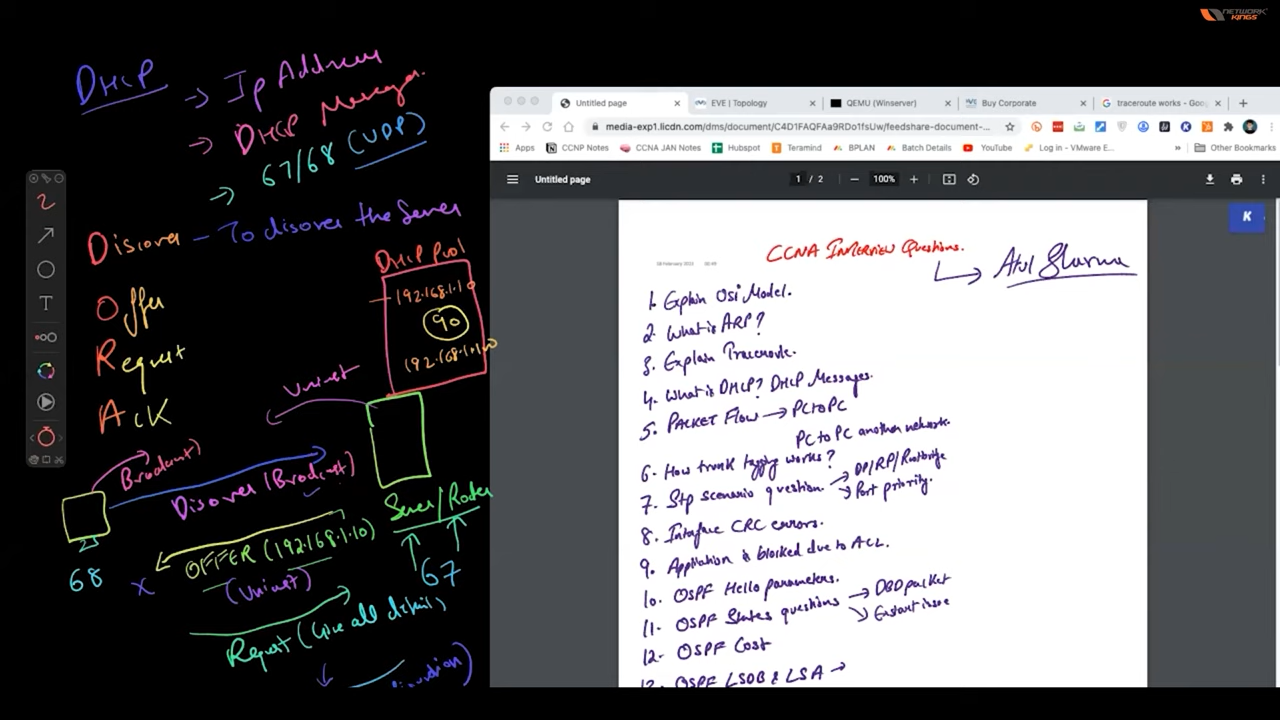 NETWORK
KINGS
DHCP
→ Ip Address
→ DHCP Messages
→ 67/68 (UDP)
Discover - To discover the Server
Offer
Request
Ack
DHCP Pool
192.168.1.10
90
192.168.1.100
Unicast
Broadcast)
Discover (Broadcast)
Server/Router
OFFER (192.168.1.10)
(Unicast)
68
x
67
Request (Give all details)
Untitled page
EVE | Topology
QEMU (Winserver)
Buy Corporate
traceroute works - Goo
media-exp1.licdn.com/dms/document/C4D1FAQFAa9RDo1fsUw/feedshare-document-...
Apps
CCNP Notes
CCNA JAN Notes
Hubspot
Teramind
BPLAN
Batch Details
YouTube
Log in - VMware E...
»
Other Bookmarks
Untitled page
1 / 2
100%
K
CCNA Interview Questions.
→ Atul Sharma
1. Explain Osi Model.
2. What is ARP?
3. Explain Traceroute.
4. What is DHCP? DHCP Messages.
5. PACKET FLOW → PC to PC
PC to PC another network.
6. How trunk tagging works?
7. Stp scenario question. → DP/RP/Rootbridge
→ Port priority.
8. Interface CRC errors.
9. Application is blocked due to ACL.
10. OSPF Hello parameters.
11. OSPF States questions → DBD packet
→ Exstart issue
12. OSPF Cost
13. OSPF LSDB & LSA →